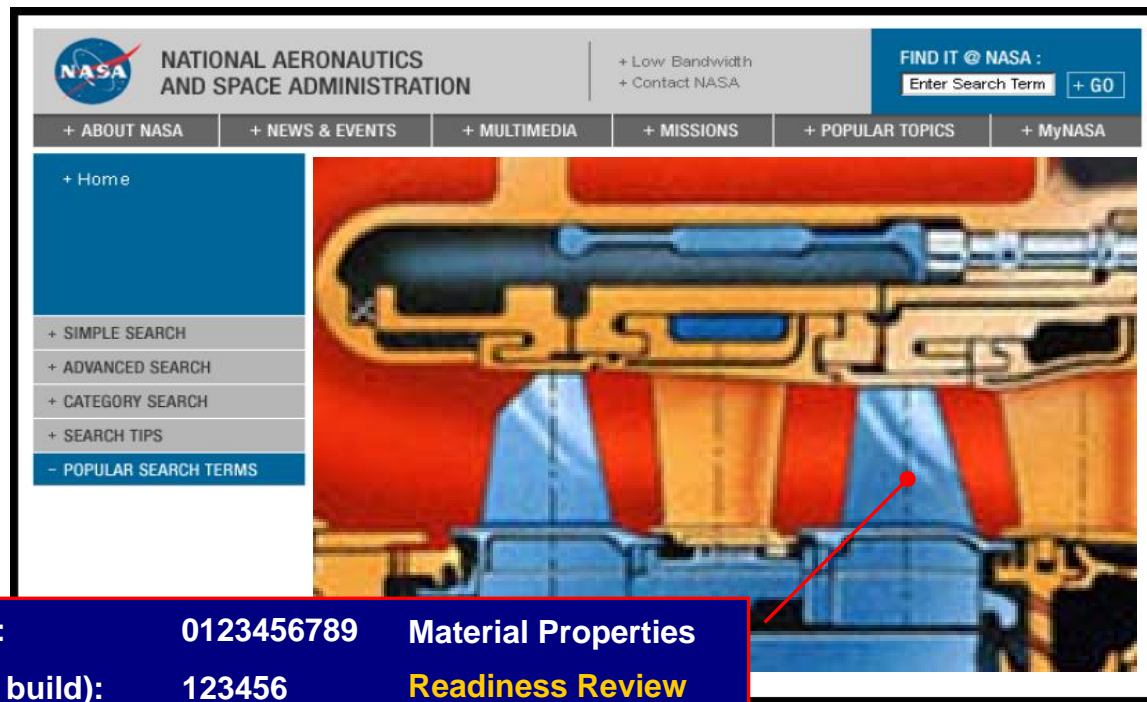 NASA
NATIONAL AERONAUTICS
AND SPACE ADMINISTRATION
+ Low Bandwidth
+ Contact NASA
FIND IT @ NASA :
Enter Search Term + GO
+ ABOUT NASA + NEWS & EVENTS + MULTIMEDIA + MISSIONS + POPULAR TOPICS + MyNASA
+ Home
+ SIMPLE SEARCH
+ ADVANCED SEARCH
+ CATEGORY SEARCH
+ SEARCH TIPS
– POPULAR SEARCH TERMS
: 0123456789 Material Properties
build): 123456 Readiness Review